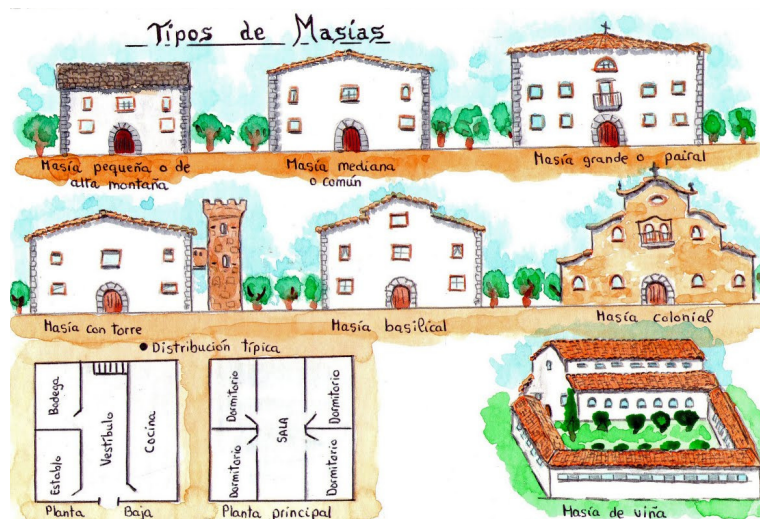 Tipos de Masías
Masía pequeña o de
alta montaña
Masía mediana
o común
Masía grande o pairal
Masía con torre
Masía basilical
Masía colonial
• Distribución típica
Bodega
Establo
Vestíbulo
Cocina
Planta Baja
Dormitorio
Dormitorio
SALA
Dormitorio
Dormitorio
Planta principal
Masía de viña